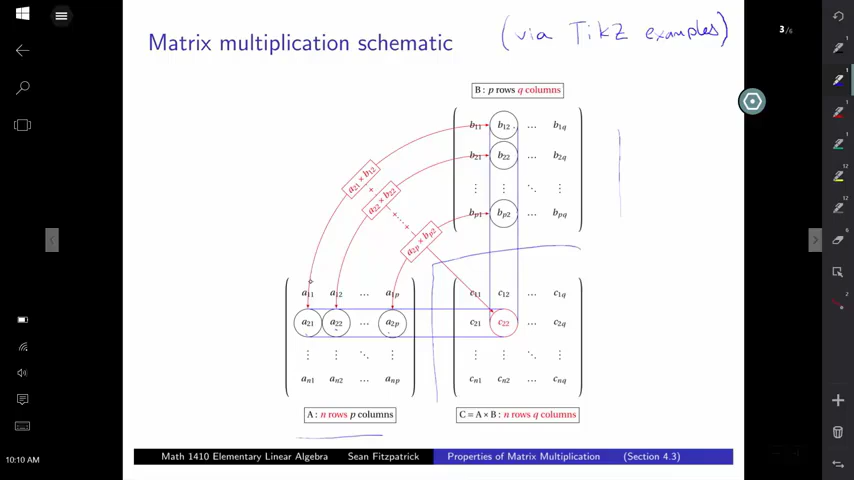 3/6
Matrix multiplication schematic
(via TikZ examples)
B : p rows q columns
b11 b12 ... b1q
b21 b22 ... b2q
⋮ ⋮ ⋱ ⋮
bp1 bp2 ... bpq
a21 × b12
+
a22 × b22
+ ⋯ +
a2p × bp2
a11 a12 ... a1p
a21 a22 ... a2p
⋮ ⋮ ⋱ ⋮
an1 an2 ... anp
c11 c12 ... c1q
c21 c22 ... c2q
⋮ ⋮ ⋱ ⋮
cn1 cn2 ... cnq
A : n rows p columns
C = A × B : n rows q columns
Math 1410 Elementary Linear Algebra Sean Fitzpatrick Properties of Matrix Multiplication (Section 4.3)
10:10 AM